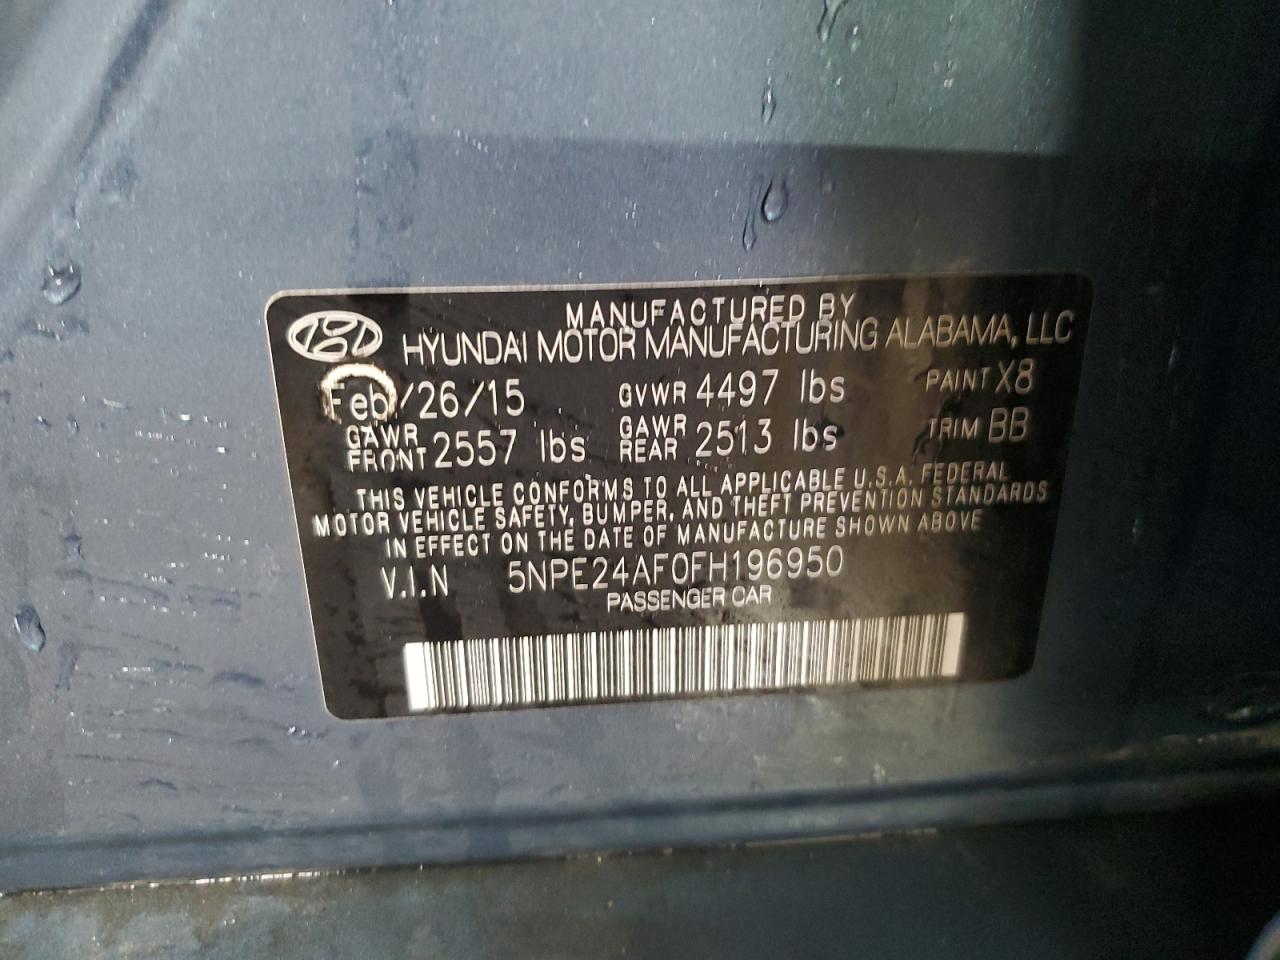 MANUFACTURED BY
HYUNDAI MOTOR MANUFACTURING ALABAMA, LLC
Feb/26/15 GVWR 4497 lbs PAINT X8
GAWR FRONT 2557 lbs GAWR REAR 2513 lbs TRIM BB
THIS VEHICLE CONFORMS TO ALL APPLICABLE U.S.A. FEDERAL
MOTOR VEHICLE SAFETY, BUMPER, AND THEFT PREVENTION STANDARDS
IN EFFECT ON THE DATE OF MANUFACTURE SHOWN ABOVE
V.I.N 5NPE24AF0FH196950
PASSENGER CAR